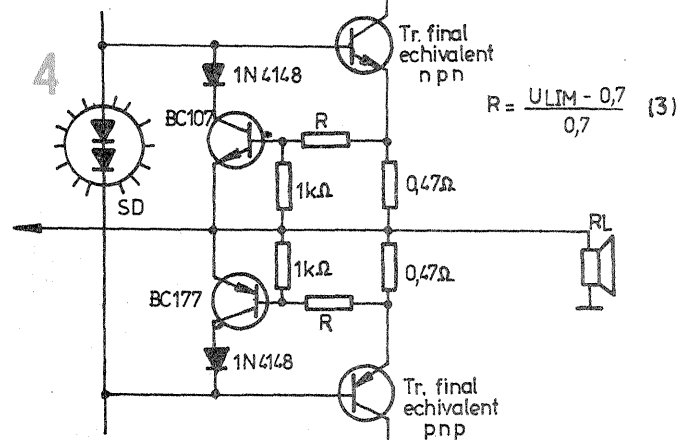 4
Tr. final
echivalent
npn
1N4148
BC107
R
R = ULIM - 0,7 / 0,7 (3)
1kΩ
0,47Ω
SD
RL
1kΩ
0,47Ω
BC177
R
1N4148
Tr. final
echivalent
pnp